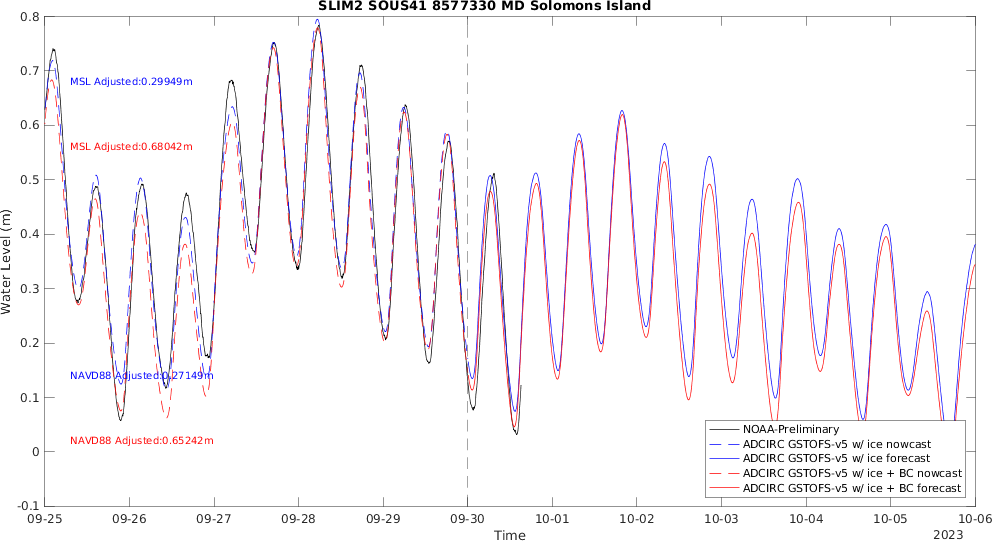 SLIM2 SOUS41 8577330 MD Solomons Island
Water Level (m)
0.8
0.7
0.6
0.5
0.4
0.3
0.2
0.1
0
-0.1
MSL Adjusted:0.29949m
MSL Adjusted:0.68042m
NAVD88 Adjusted:0.27149m
NAVD88 Adjusted:0.65242m
NOAA-Preliminary
ADCIRC GSTOFS-v5 w/ ice nowcast
ADCIRC GSTOFS-v5 w/ ice forecast
ADCIRC GSTOFS-v5 w/ ice + BC nowcast
ADCIRC GSTOFS-v5 w/ ice + BC forecast
09-25 09-26 09-27 09-28 09-29 09-30 10-01 10-02 10-03 10-04 10-05 10-06
Time
2023